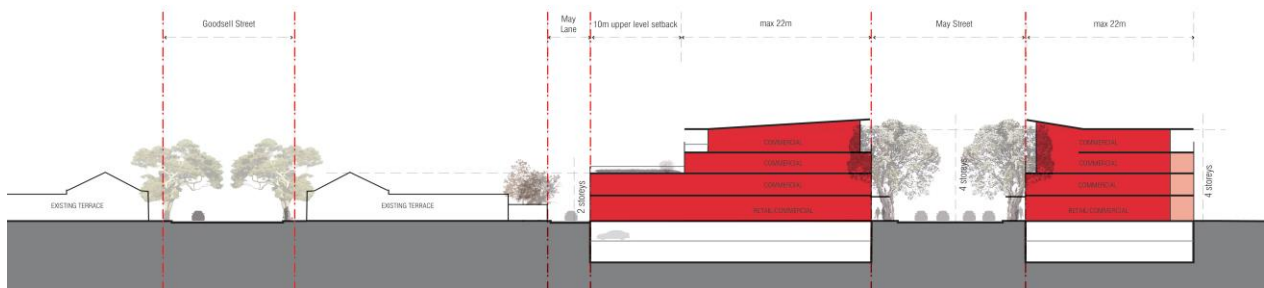 Goodsell Street
May
Lane
10m upper level setback
max 22m
May Street
max 22m
COMMERCIAL
COMMERCIAL
COMMERCIAL
RETAIL/COMMERCIAL
COMMERCIAL
COMMERCIAL
COMMERCIAL
RETAIL/COMMERCIAL
EXISTING TERRACE
EXISTING TERRACE
2 storeys
4 storeys
4 storeys